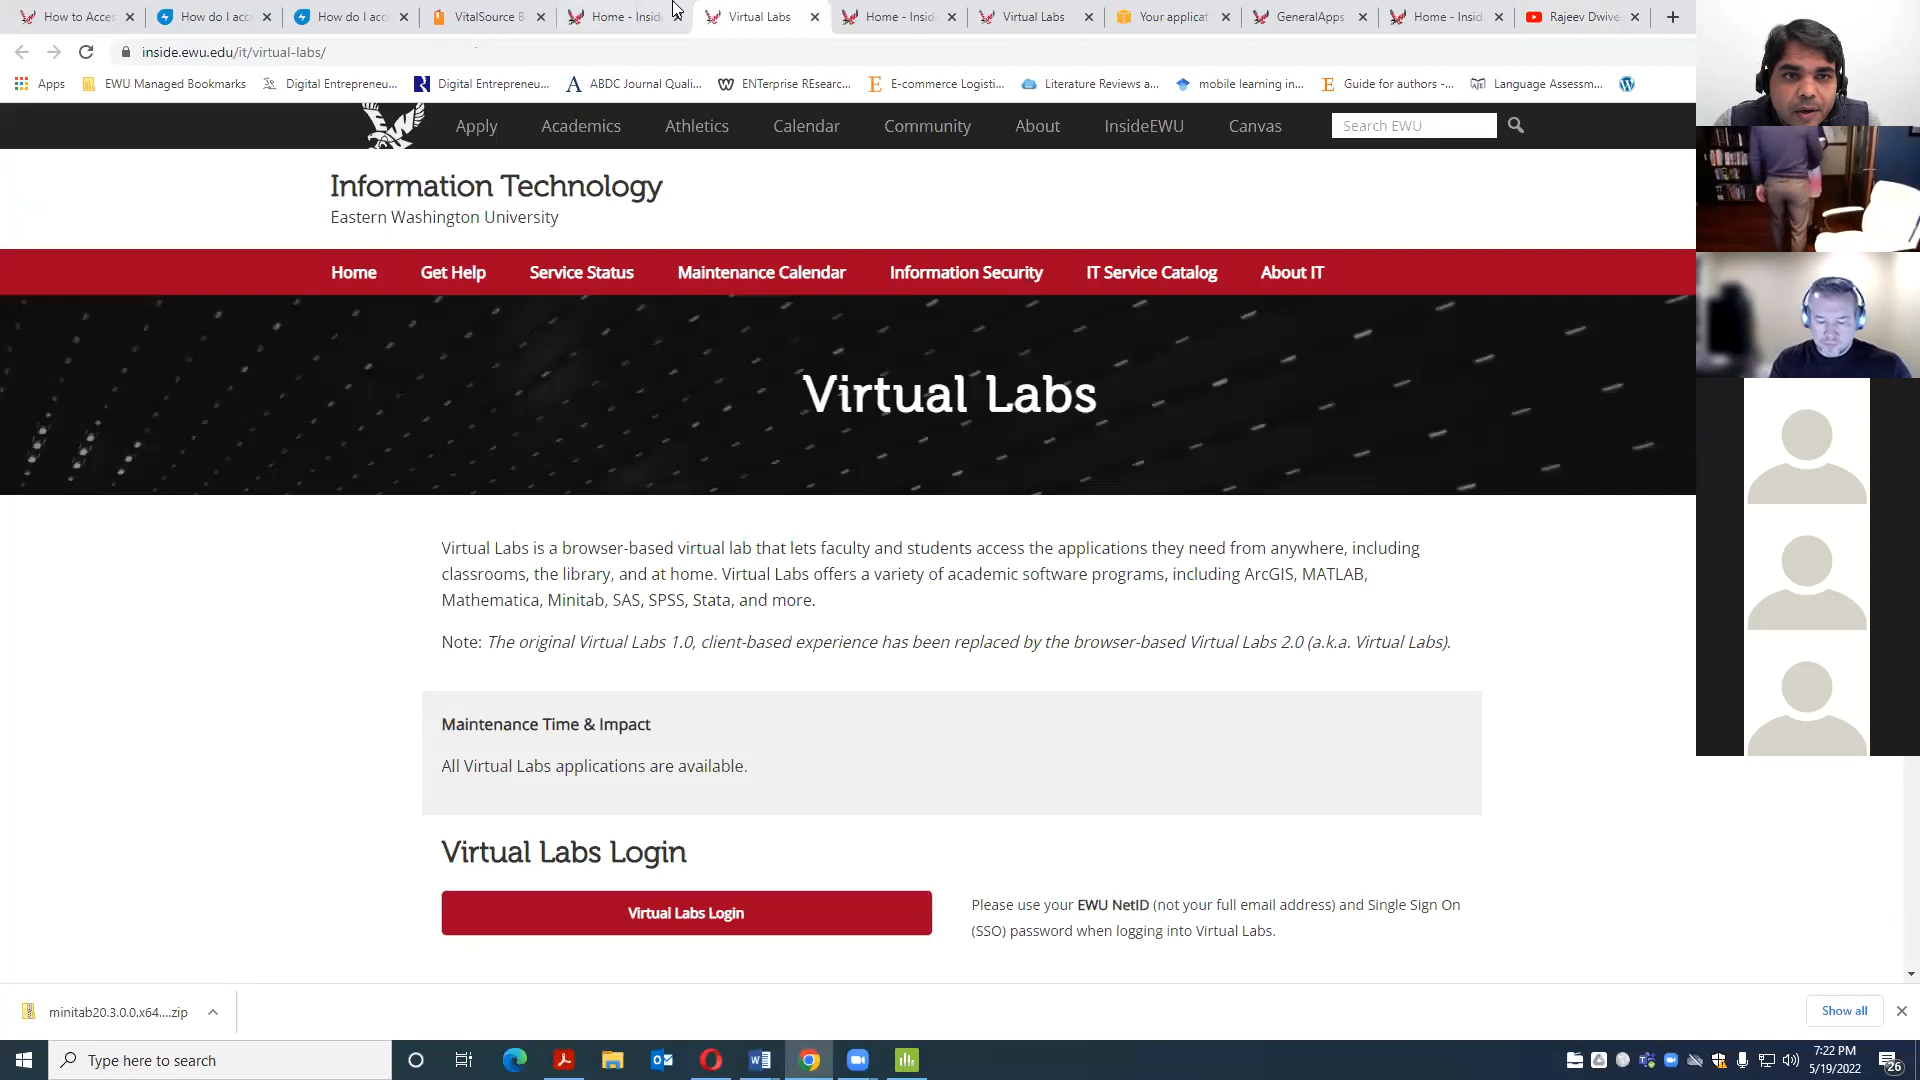 How to Acces
How do I acc
How do I acc
VitalSource B
Home - Insid
Virtual Labs
Home - Insid
Virtual Labs
Your applicat
GeneralApps
Home - Insid
Rajeev Dwive
inside.ewu.edu/it/virtual-labs/
Apps
EWU Managed Bookmarks
Digital Entrepreneu...
Digital Entrepreneu...
ABDC Journal Quali...
ENTerprise REsearc...
E-commerce Logisti...
Literature Reviews a...
mobile learning in...
Guide for authors -...
Language Assessm...
Apply
Academics
Athletics
Calendar
Community
About
InsideEWU
Canvas
Search EWU
Information Technology
Eastern Washington University
Home
Get Help
Service Status
Maintenance Calendar
Information Security
IT Service Catalog
About IT
Virtual Labs
Virtual Labs is a browser-based virtual lab that lets faculty and students access the applications they need from anywhere, including
classrooms, the library, and at home. Virtual Labs offers a variety of academic software programs, including ArcGIS, MATLAB,
Mathematica, Minitab, SAS, SPSS, Stata, and more.
Note: The original Virtual Labs 1.0, client-based experience has been replaced by the browser-based Virtual Labs 2.0 (a.k.a. Virtual Labs).
Maintenance Time & Impact
All Virtual Labs applications are available.
Virtual Labs Login
Virtual Labs Login
Please use your EWU NetID (not your full email address) and Single Sign On
(SSO) password when logging into Virtual Labs.
minitab20.3.0.0.x64....zip
Show all
Type here to search
7:22 PM
5/19/2022
26